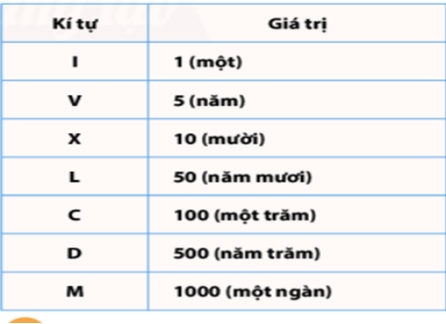 Kí tự Giá trị
I 1 (một)
V 5 (năm)
X 10 (mười)
L 50 (năm mươi)
C 100 (một trăm)
D 500 (năm trăm)
M 1000 (một ngàn)